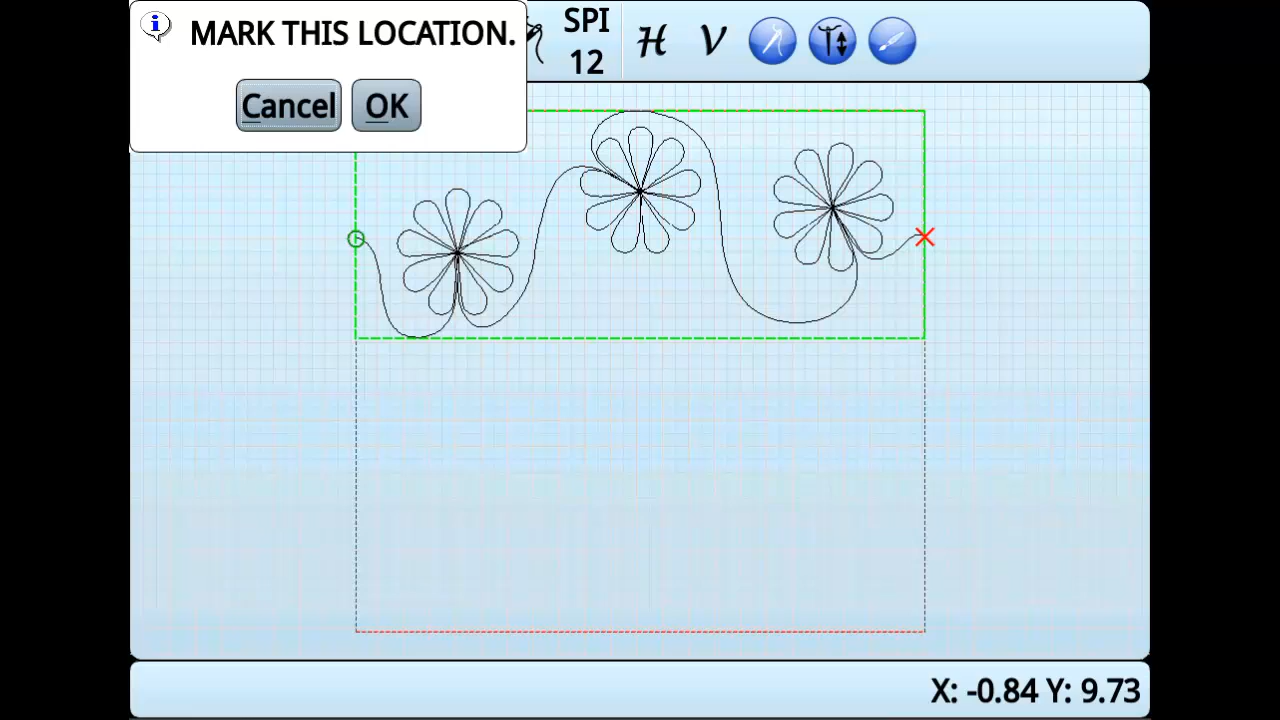 MARK THIS LOCATION.
Cancel OK
SPI
12
H V
X: -0.84 Y: 9.73